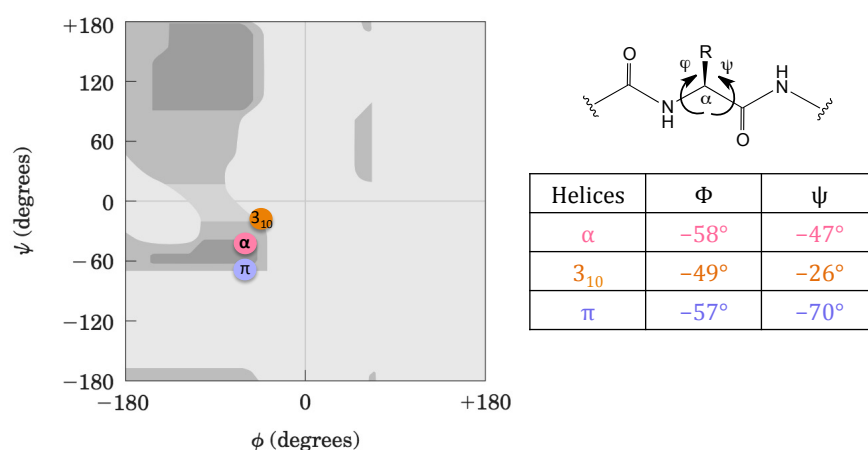 +180
120
60
0
−60
−120
−180
ψ (degrees)
−180
0
+180
ϕ (degrees)
3₁₀
α
π
O
R
φ
ψ
N
H
α
O
H
N
Helices Φ ψ
α −58° −47°
3₁₀ −49° −26°
π −57° −70°